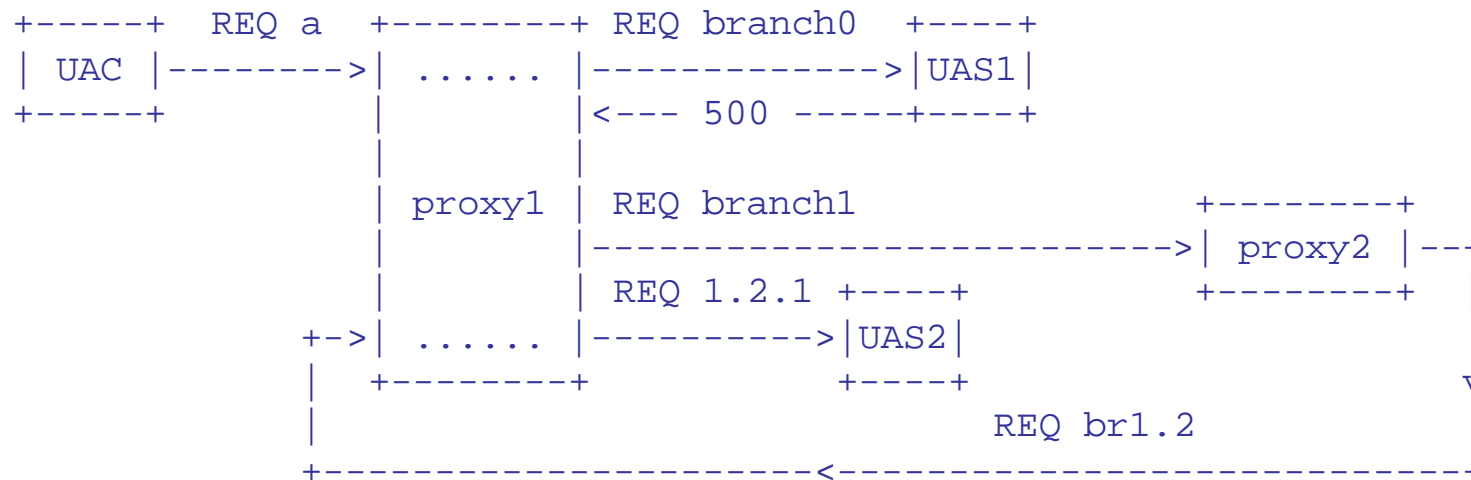 +-----+  REQ a  +--------+ REQ branch0  +----+
| UAC |-------->| ...... |------------->|UAS1|
+-----+         |        |<--- 500 -----+----+
                |        |
                | proxy1 | REQ branch1                +--------+
                |        |--------------------------->| proxy2 |--
                |        | REQ 1.2.1 +----+           +--------+
             +->| ...... |---------->|UAS2|
             |  +--------+           +----+
             |                              REQ br1.2
             +---------------------<---------------------------